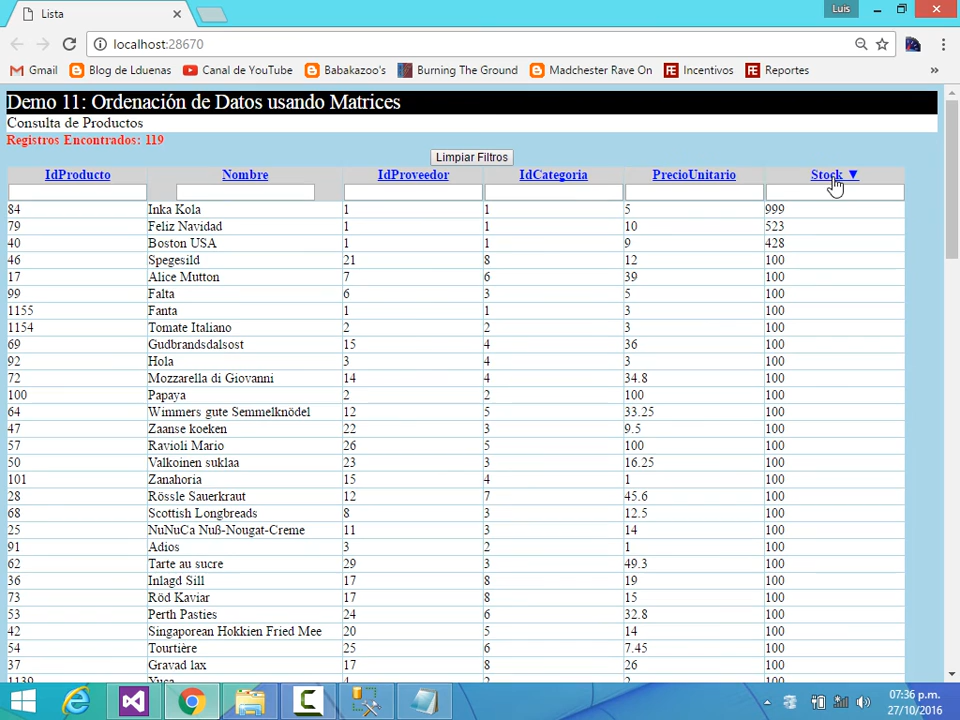 Lista
Luis
localhost:28670
Gmail Blog de Lduenas Canal de YouTube Babakazoo's Burning The Ground Madchester Rave On Incentivos Reportes »
Demo 11: Ordenación de Datos usando Matrices
Consulta de Productos
Registros Encontrados: 119
Limpiar Filtros
IdProducto Nombre IdProveedor IdCategoria PrecioUnitario Stock ▼
84 Inka Kola 1 1 5 999
79 Feliz Navidad 1 1 10 523
40 Boston USA 1 1 9 428
46 Spegesild 21 8 12 100
17 Alice Mutton 7 6 39 100
99 Falta 6 3 5 100
1155 Fanta 1 1 3 100
1154 Tomate Italiano 2 2 3 100
69 Gudbrandsdalsost 15 4 36 100
92 Hola 3 4 3 100
72 Mozzarella di Giovanni 14 4 34.8 100
100 Papaya 2 2 100 100
64 Wimmers gute Semmelknödel 12 5 33.25 100
47 Zaanse koeken 22 3 9.5 100
57 Ravioli Mario 26 5 100 100
50 Valkoinen suklaa 23 3 16.25 100
101 Zanahoria 15 4 1 100
28 Rössle Sauerkraut 12 7 45.6 100
68 Scottish Longbreads 8 3 12.5 100
25 NuNuCa Nuß-Nougat-Creme 11 3 14 100
91 Adios 3 2 1 100
62 Tarte au sucre 29 3 49.3 100
36 Inlagd Sill 17 8 19 100
73 Röd Kaviar 17 8 15 100
53 Perth Pasties 24 6 32.8 100
42 Singaporean Hokkien Fried Mee 20 5 14 100
54 Tourtière 25 6 7.45 100
37 Gravad lax 17 8 26 100
07:36 p.m.
27/10/2016